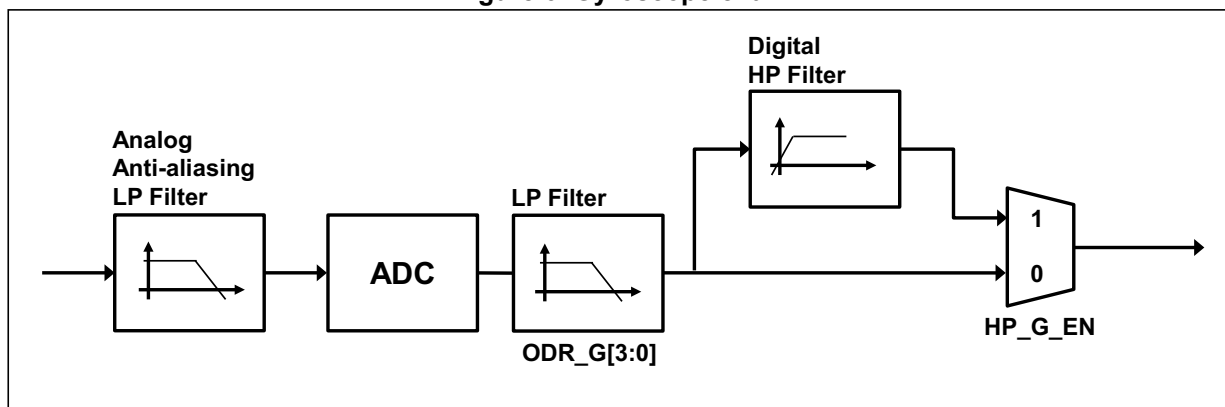 Digital
HP Filter
Analog
Anti-aliasing
LP Filter
LP Filter
ADC
1
0
HP_G_EN
ODR_G[3:0]